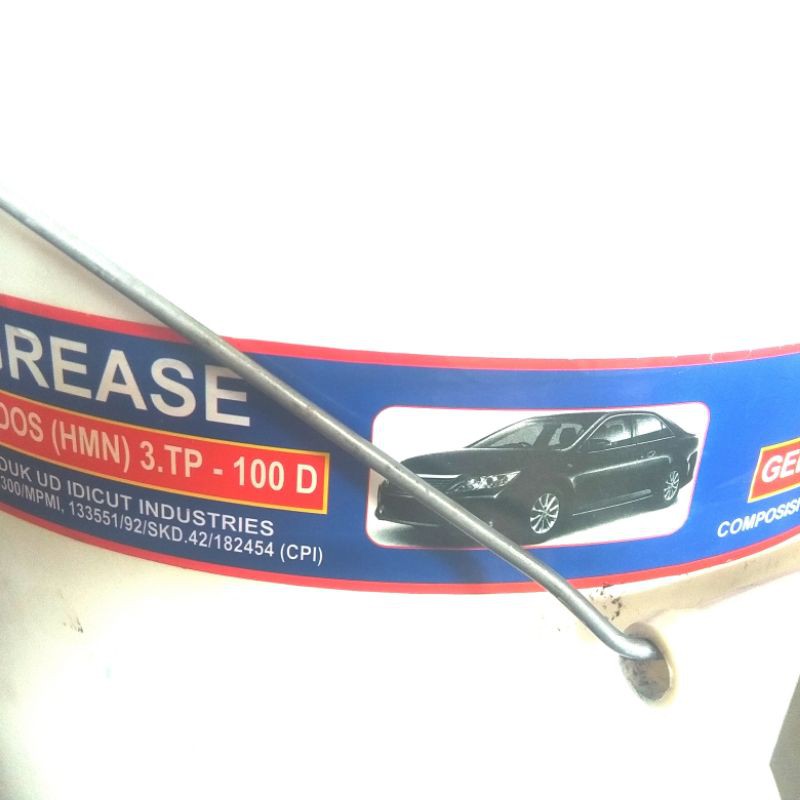 GREASE
DOS (HMN) 3.TP - 100 D
DUK UD IDICUT INDUSTRIES
300/MPMI, 133551/92/SKD.42/182454 (CPI)
GE
COMPOSIS